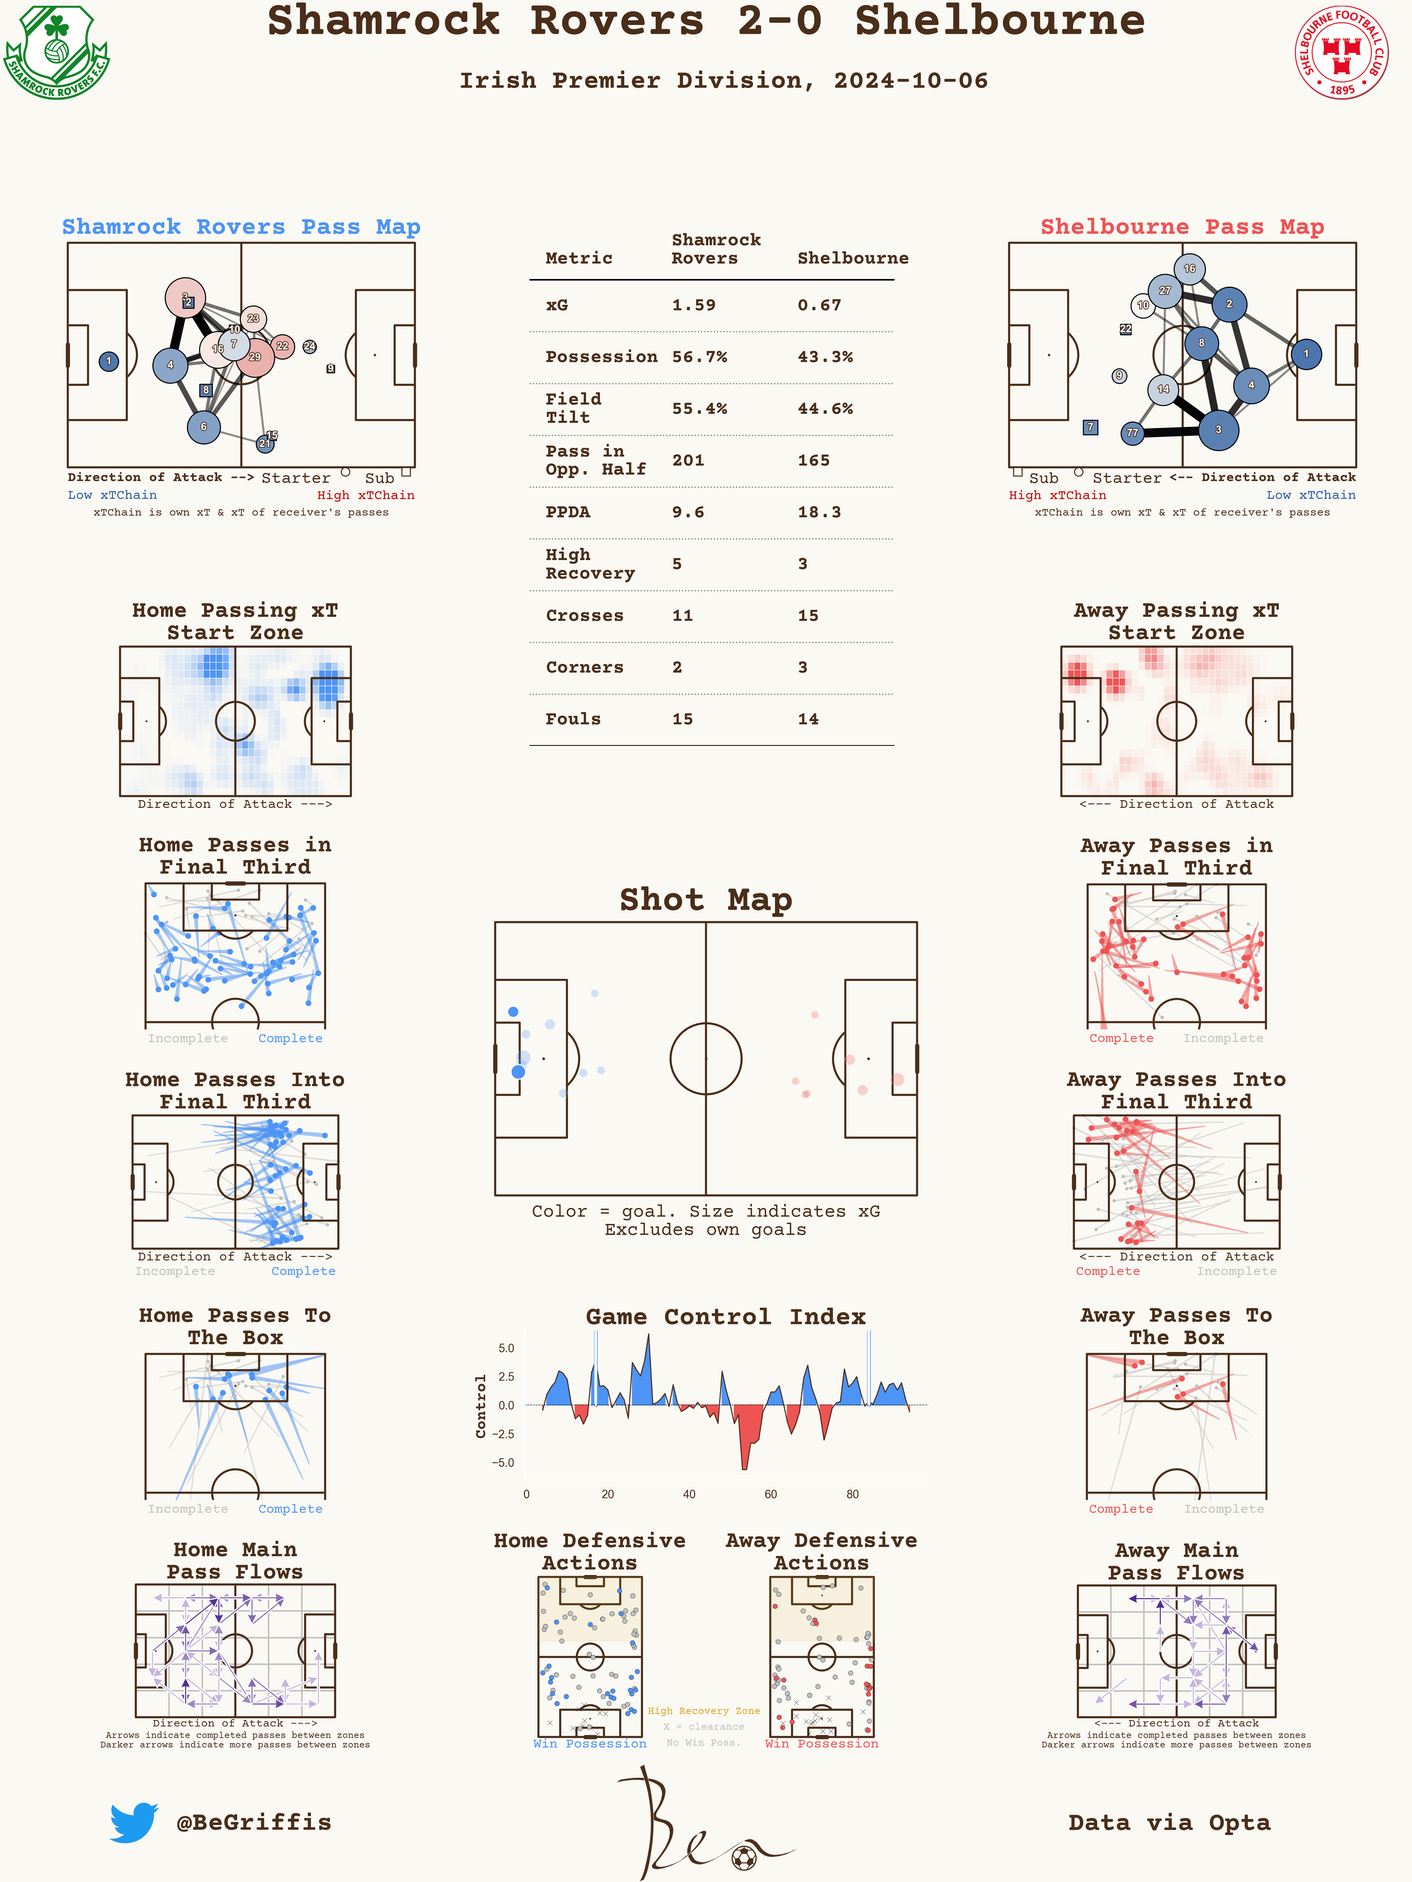 Shamrock Rovers 2-0 Shelbourne
Irish Premier Division, 2024-10-06
SHAMROCK ROVERS F.C.
SHELBOURNE FOOTBALL CLUB
1895
Shamrock Rovers Pass Map
1
3
2
4
16
10
7
23
29
22
24
9
8
6
15
21
Direction of Attack --> Starter Sub
Low xTChain High xTChain
xTChain is own xT & xT of receiver's passes
Metric Shamrock Rovers Shelbourne
xG 1.59 0.67
Possession 56.7% 43.3%
Field Tilt 55.4% 44.6%
Pass in Opp. Half 201 165
PPDA 9.6 18.3
High Recovery 5 3
Crosses 11 15
Corners 2 3
Fouls 15 14
Shelbourne Pass Map
16
27
10
2
22
8
1
9
14
4
7
77
3
Sub Starter <-- Direction of Attack
High xTChain Low xTChain
xTChain is own xT & xT of receiver's passes
Home Passing xT
Start Zone
Direction of Attack --->
Away Passing xT
Start Zone
<--- Direction of Attack
Home Passes in
Final Third
Incomplete Complete
Away Passes in
Final Third
Complete Incomplete
Shot Map
Color = goal. Size indicates xG
Excludes own goals
Home Passes Into
Final Third
Direction of Attack --->
Incomplete Complete
Away Passes Into
Final Third
<--- Direction of Attack
Complete Incomplete
Home Passes To
The Box
Incomplete Complete
Game Control Index
Control
5.0
2.5
0.0
−2.5
−5.0
0 20 40 60 80
Away Passes To
The Box
Complete Incomplete
Home Main
Pass Flows
Direction of Attack --->
Arrows indicate completed passes between zones
Darker arrows indicate more passes between zones
Home Defensive
Actions
Win Possession
High Recovery Zone
X = clearance
No Win Poss.
Away Defensive
Actions
Win Possession
Away Main
Pass Flows
<--- Direction of Attack
Arrows indicate completed passes between zones
Darker arrows indicate more passes between zones
@BeGriffis
Ben
Data via Opta